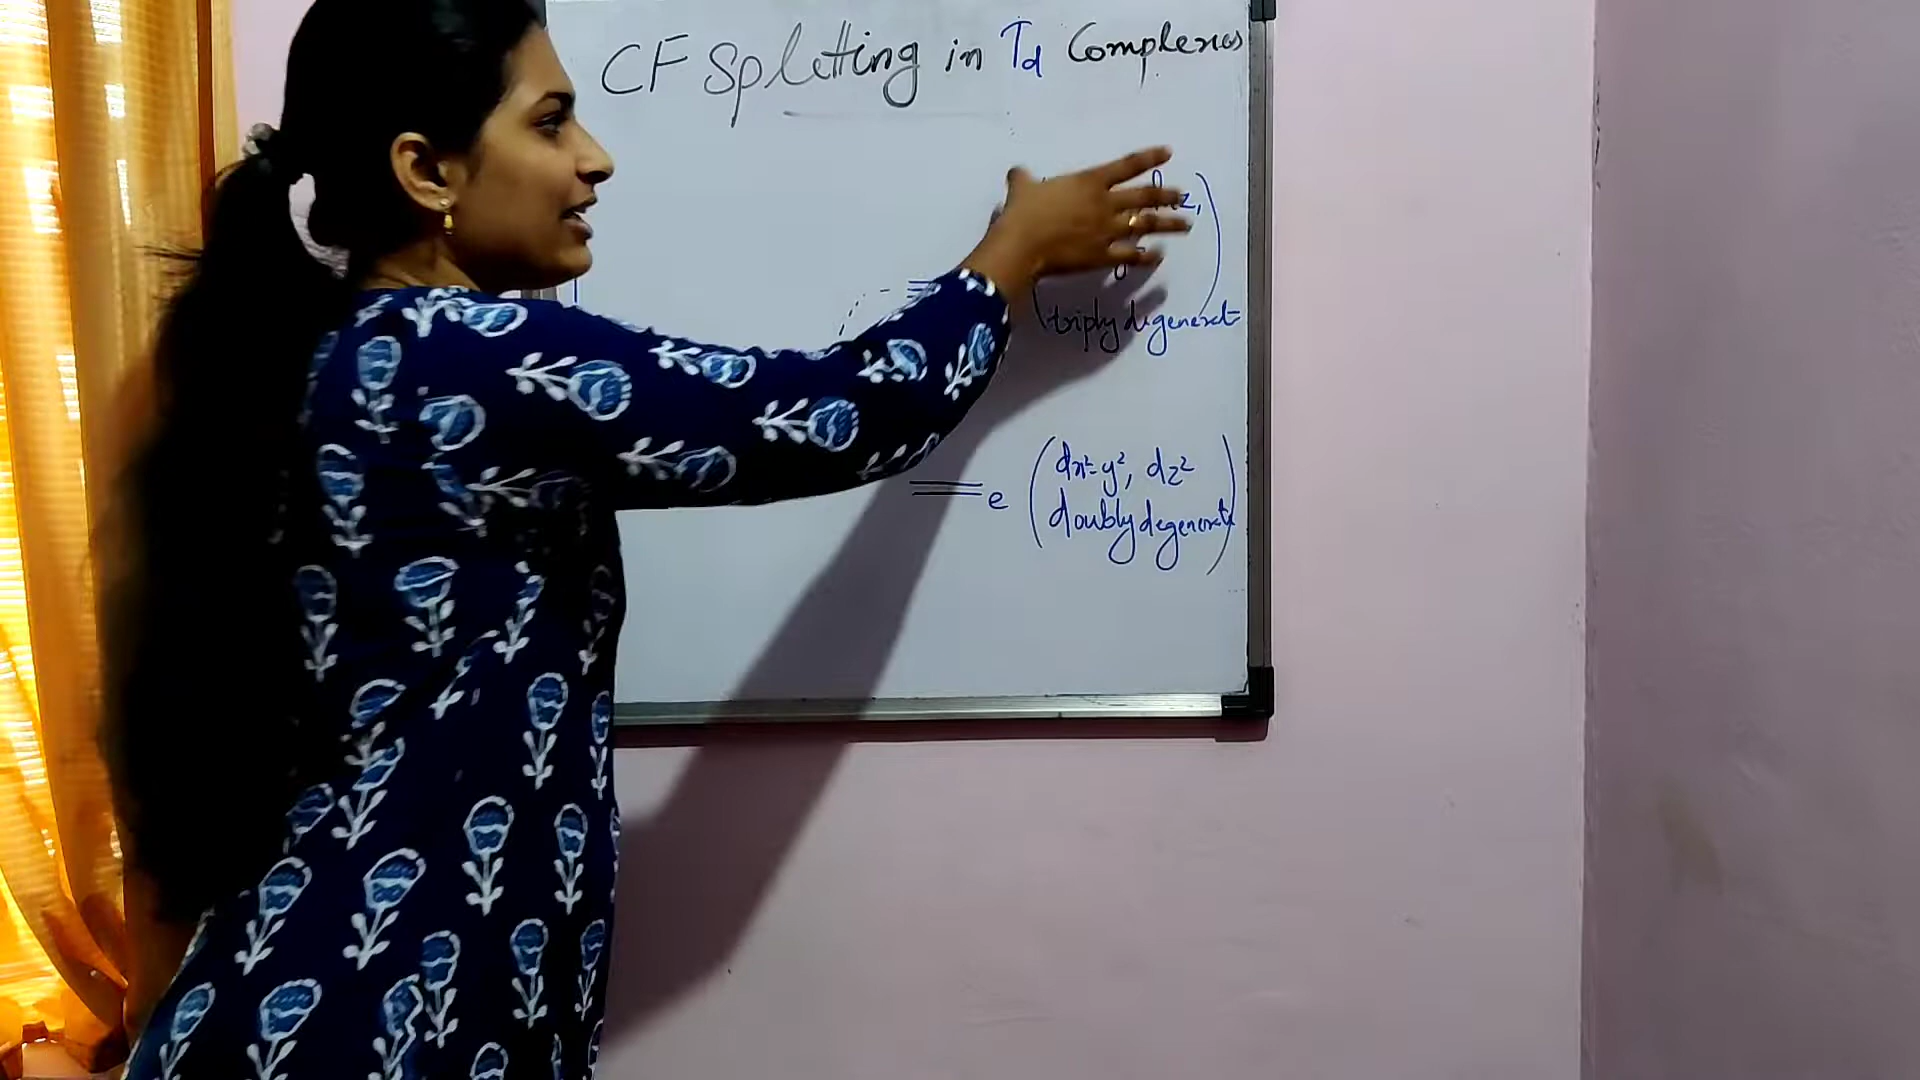 CF Splitting in Td Complexes
triply degenerate
e (dx²-y², dz²
doubly degenerate)